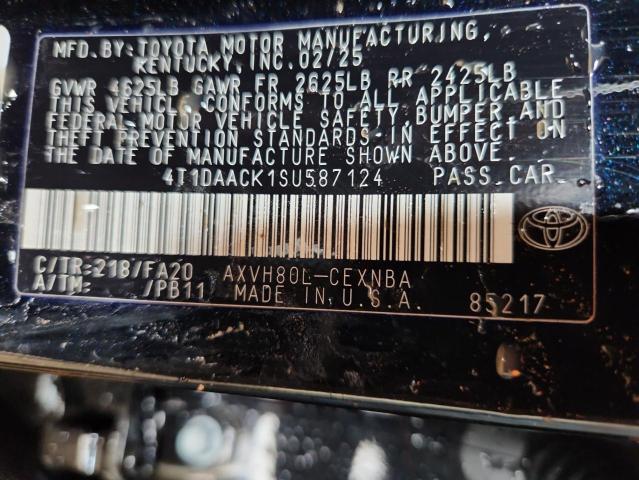 MFD.BY:TOYOTA MOTOR MANUFACTURING,
KENTUCKY, INC.02/25
GVWR 4625LB GAWR FR 2625LB RR 2425LB
THIS VEHICLE CONFORMS TO ALL APPLICABLE
FEDERAL MOTOR VEHICLE SAFETY,BUMPER,AND
THEFT PREVENTION STANDARDS IN EFFECT ON
THE DATE OF MANUFACTURE SHOWN ABOVE.
4T1DAACK1SU587124 PASS.CAR
C/TR:218/FA20 AXVH80L-CEXNBA
A/TM: /PB11 MADE IN U.S.A. 85217